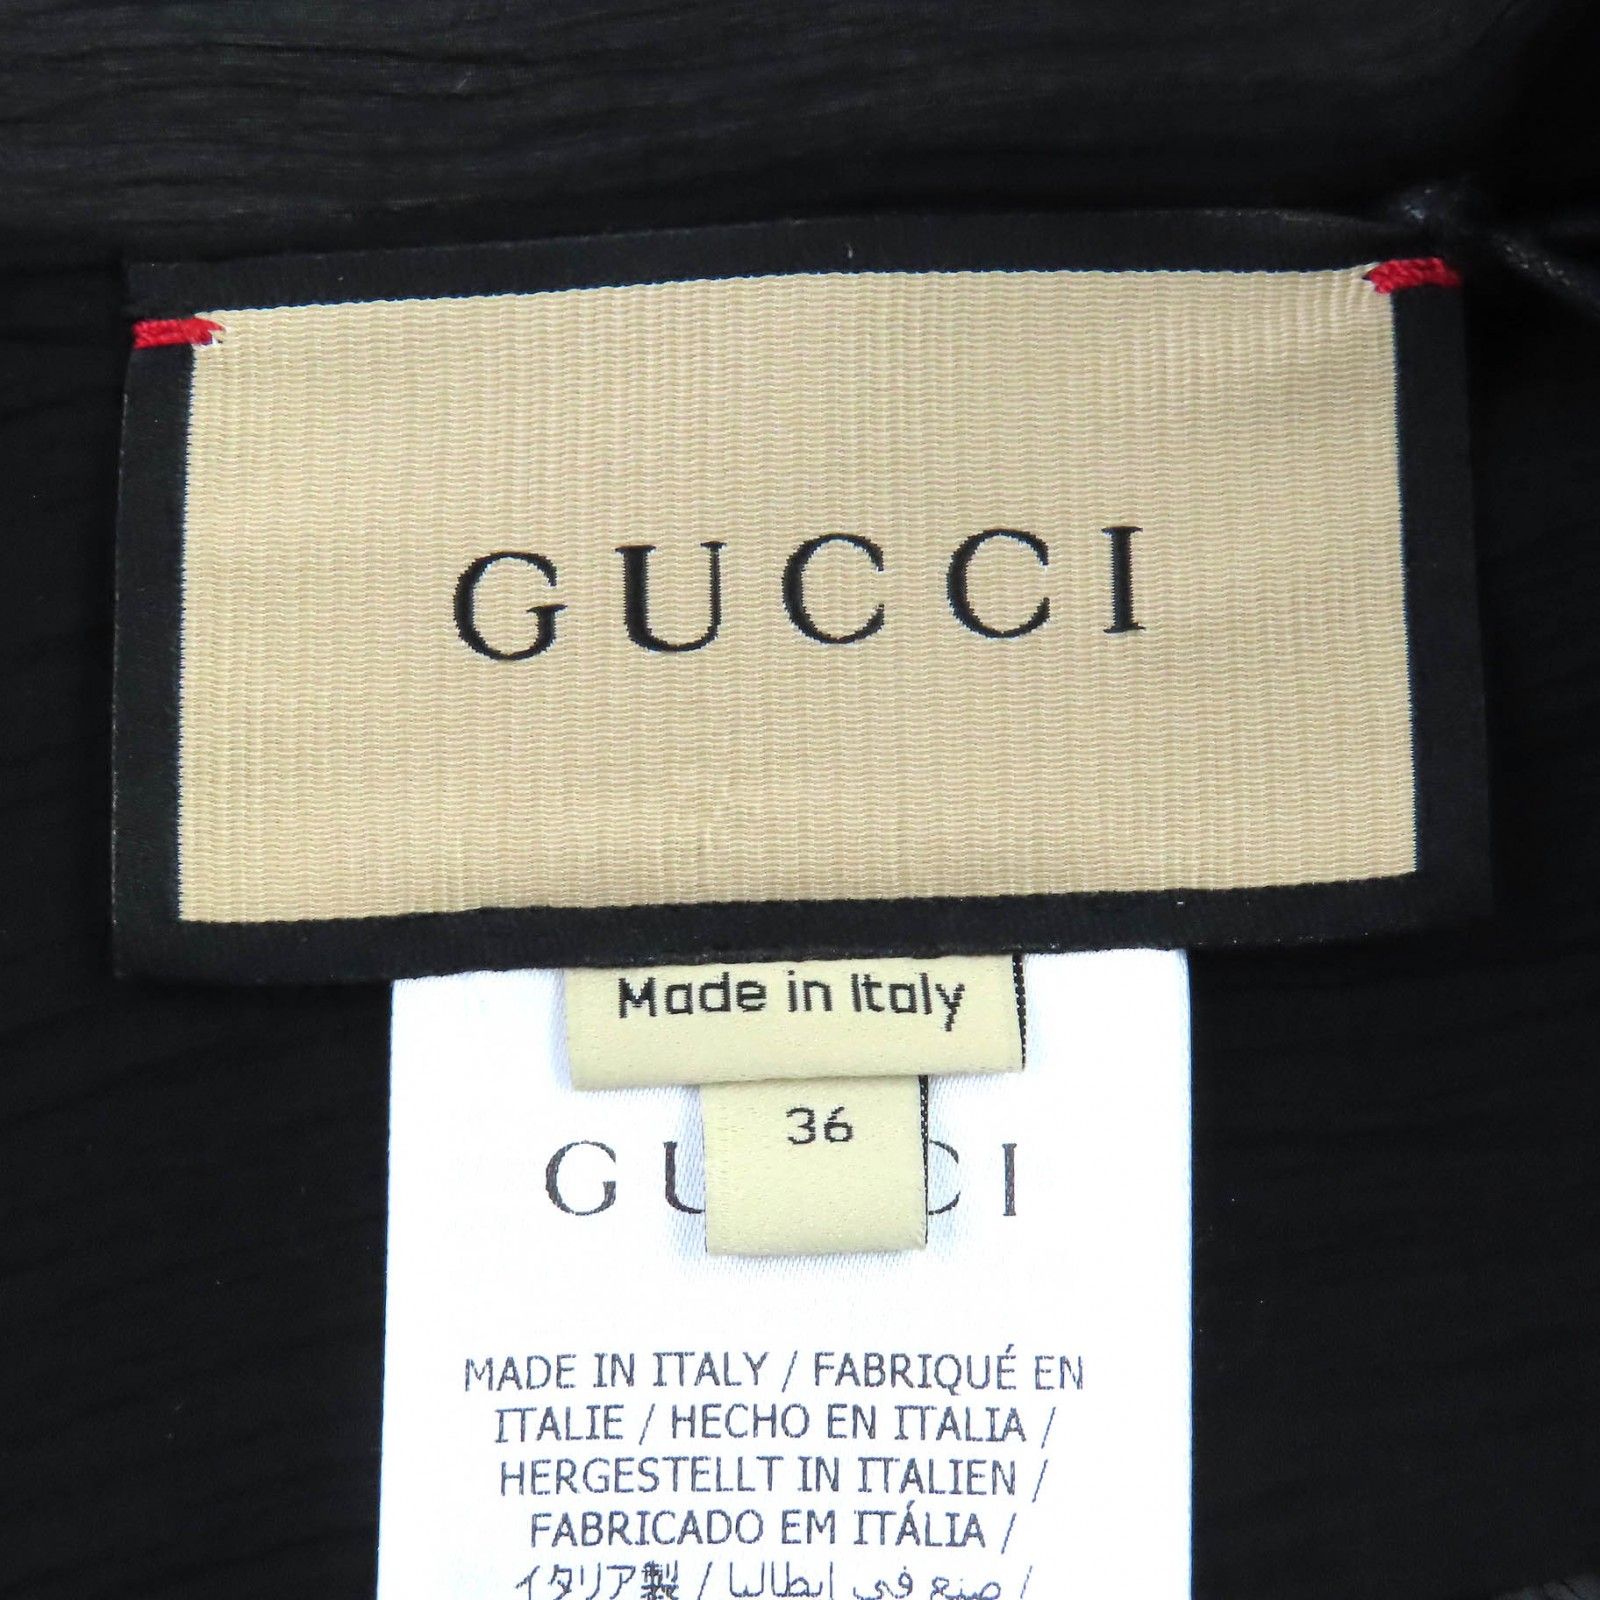 GUCCI
Made in Italy
36
GU CI
MADE IN ITALY / FABRIQUÉ EN
ITALIE / HECHO EN ITALIA /
HERGESTELLT IN ITALIEN /
FABRICADO EM ITÁLIA /
イタリア製 / صنع في إيطاليا /